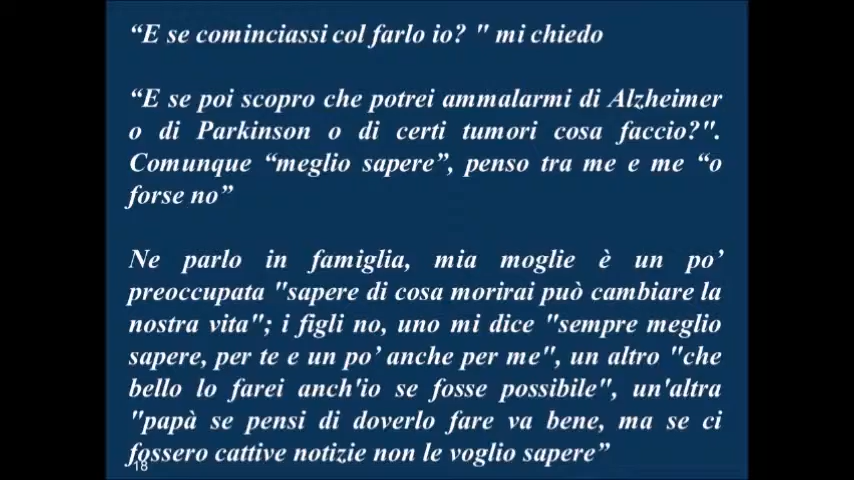 “E se cominciassi col farlo io? " mi chiedo
“E se poi scopro che potrei ammalarmi di Alzheimer
o di Parkinson o di certi tumori cosa faccio?".
Comunque “meglio sapere”, penso tra me e me “o
forse no”
Ne parlo in famiglia, mia moglie è un po’
preoccupata "sapere di cosa morirai può cambiare la
nostra vita"; i figli no, uno mi dice "sempre meglio
sapere, per te e un po’ anche per me", un altro "che
bello lo farei anch'io se fosse possibile", un'altra
"papà se pensi di doverlo fare va bene, ma se ci
fossero cattive notizie non le voglio sapere”
18